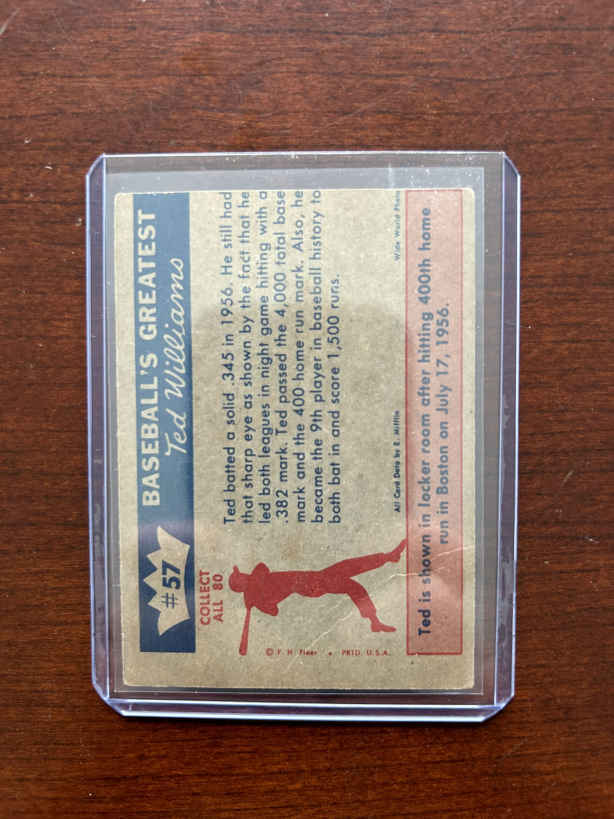 #57
BASEBALL'S GREATEST
Ted Williams
COLLECT
ALL 80
Ted batted a solid .345 in 1956. He still had
that sharp eye as shown by the fact that he
led both leagues in night game hitting with a
.382 mark. Ted passed the 4,000 total base
mark and the 400 home run mark. Also, he
became the 9th player in baseball history to
both bat in and score 1,500 runs.
© F. H. Fleer • PRTD. U.S.A.
All Card Data by E. Mifflin
Wide World Photo
Ted is shown in locker room after hitting 400th home
run in Boston on July 17, 1956.